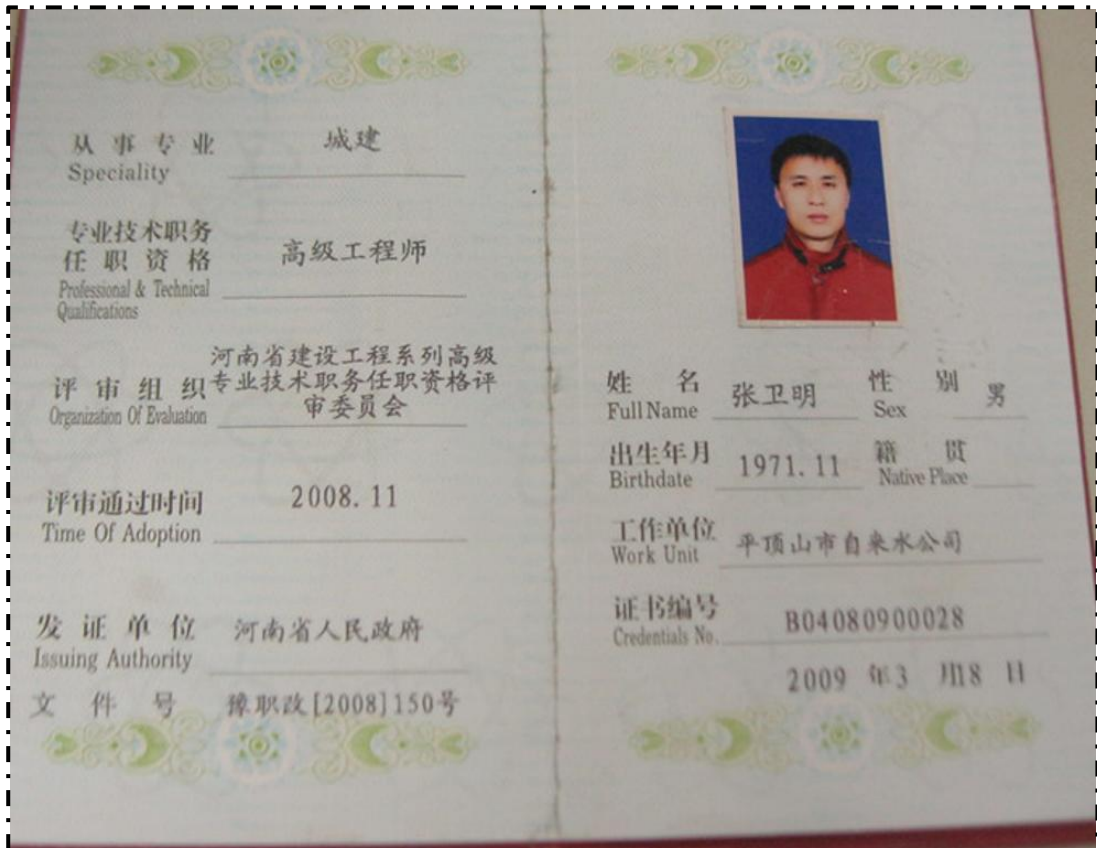 从事专业 城建
Speciality
专业技术职务
任职资格 高级工程师
Professional & Technical
Qualifications
河南省建设工程系列高级
评审组织 专业技术职务任职资格评
Organization Of Evaluation 审委员会
评审通过时间 2008.11
Time Of Adoption
发证单位 河南省人民政府
Issuing Authority
文件号 豫职改[2008]150号
姓名 张卫明 性别 男
Full Name Sex
出生年月 1971.11 籍贯
Birthdate Native Place
工作单位 平顶山市自来水公司
Work Unit
证书编号 B04080900028
Credentials No.
2009 年3 月18 日